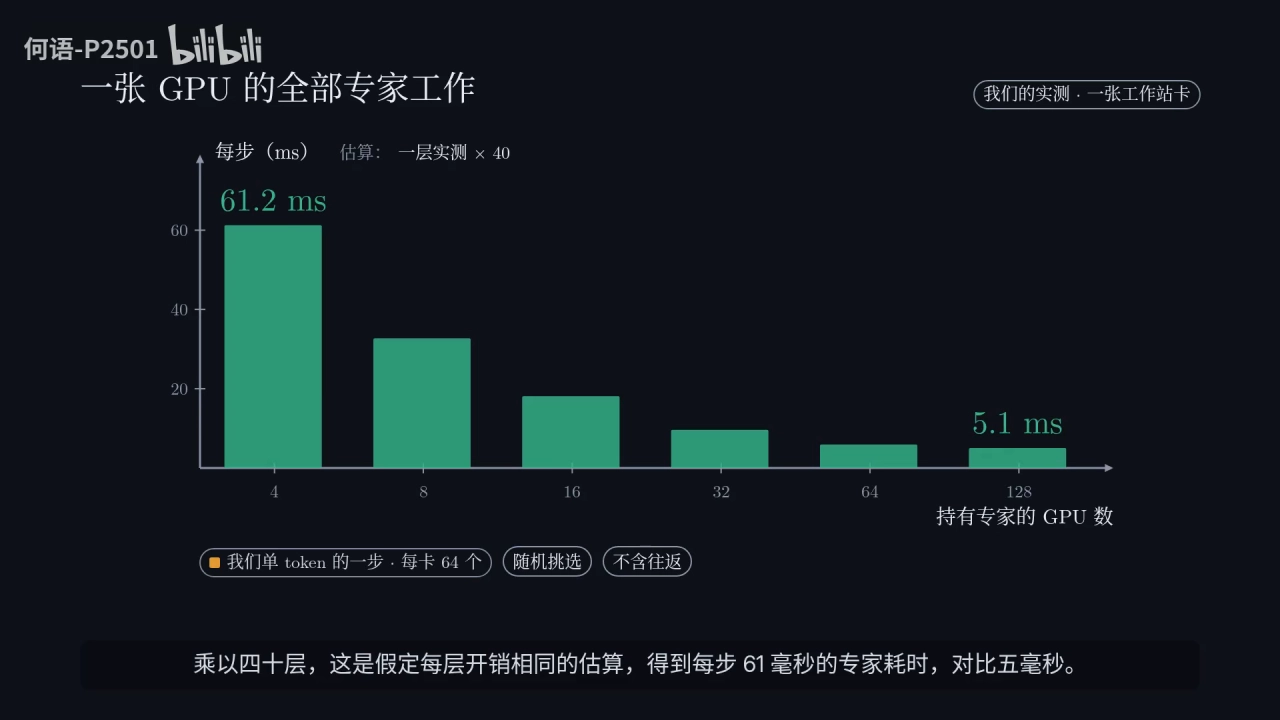 何语-P2501 bilibili
一张 GPU 的全部专家工作
我们的实测 · 一张工作站卡
每步（ms） 估算： 一层实测 × 40
61.2 ms
60
40
20
5.1 ms
4 8 16 32 64 128
持有专家的 GPU 数
我们单 token 的一步 · 每卡 64 个 随机挑选 不含往返
乘以四十层，这是假定每层开销相同的估算，得到每步 61 毫秒的专家耗时，对比五毫秒。